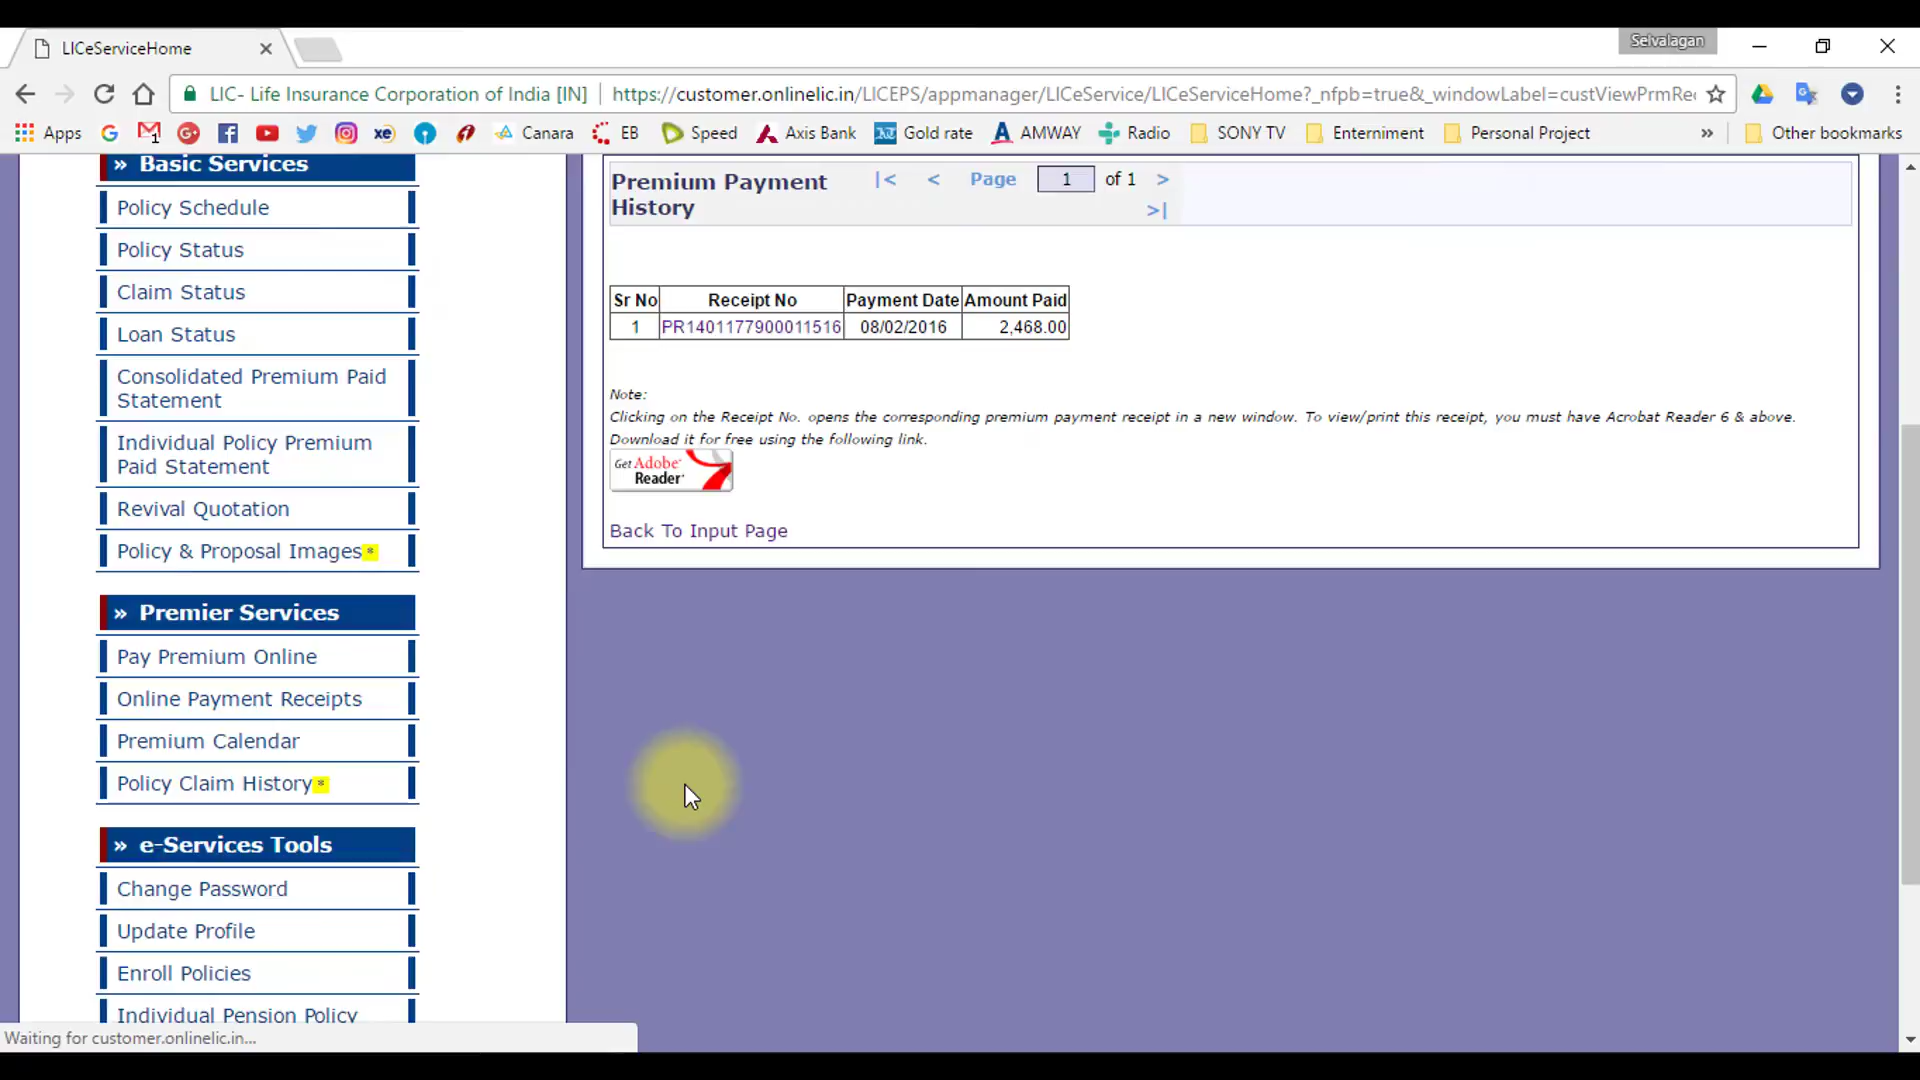 LICeServiceHome
Selvalagan
LIC- Life Insurance Corporation of India [IN] https://customer.onlinelic.in/LICEPS/appmanager/LICeService/LICeServiceHome?_nfpb=true&_windowLabel=custViewPrmRec
Apps Canara EB Speed Axis Bank Gold rate AMWAY Radio SONY TV Enterniment Personal Project » Other bookmarks
» Basic Services
Policy Schedule
Policy Status
Claim Status
Loan Status
Consolidated Premium Paid
Statement
Individual Policy Premium
Paid Statement
Revival Quotation
Policy & Proposal Images*
» Premier Services
Pay Premium Online
Online Payment Receipts
Premium Calendar
Policy Claim History*
» e-Services Tools
Change Password
Update Profile
Enroll Policies
Individual Pension Policy
Premium Payment
History
|< < Page 1 of 1 >
>|
Sr No Receipt No Payment Date Amount Paid
1 PR1401177900011516 08/02/2016 2,468.00
Note:
Clicking on the Receipt No. opens the corresponding premium payment receipt in a new window. To view/print this receipt, you must have Acrobat Reader 6 & above.
Download it for free using the following link.
Get Adobe
Reader
Back To Input Page
Waiting for customer.onlinelic.in...